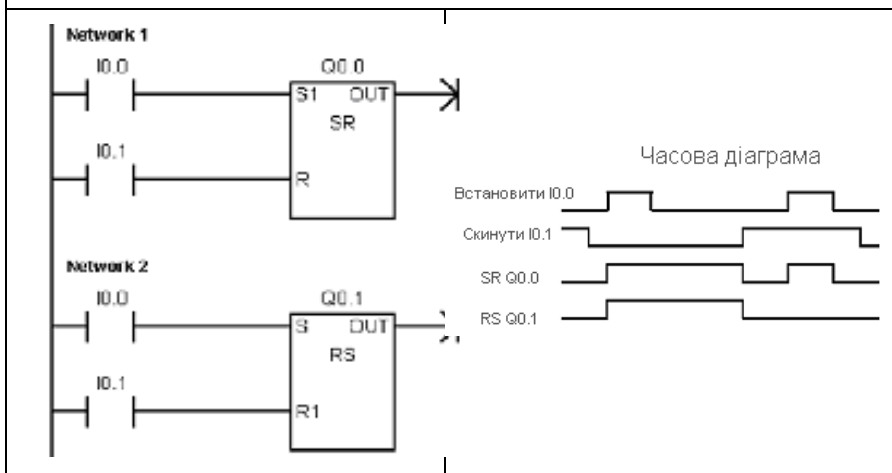 Network 1
I0.0
Q0.0
S1 OUT
SR
I0.1
R
Network 2
I0.0
Q0.1
S OUT
RS
I0.1
R1
Часова діаграма
Встановити I0.0
Скинути I0.1
SR Q0.0
RS Q0.1